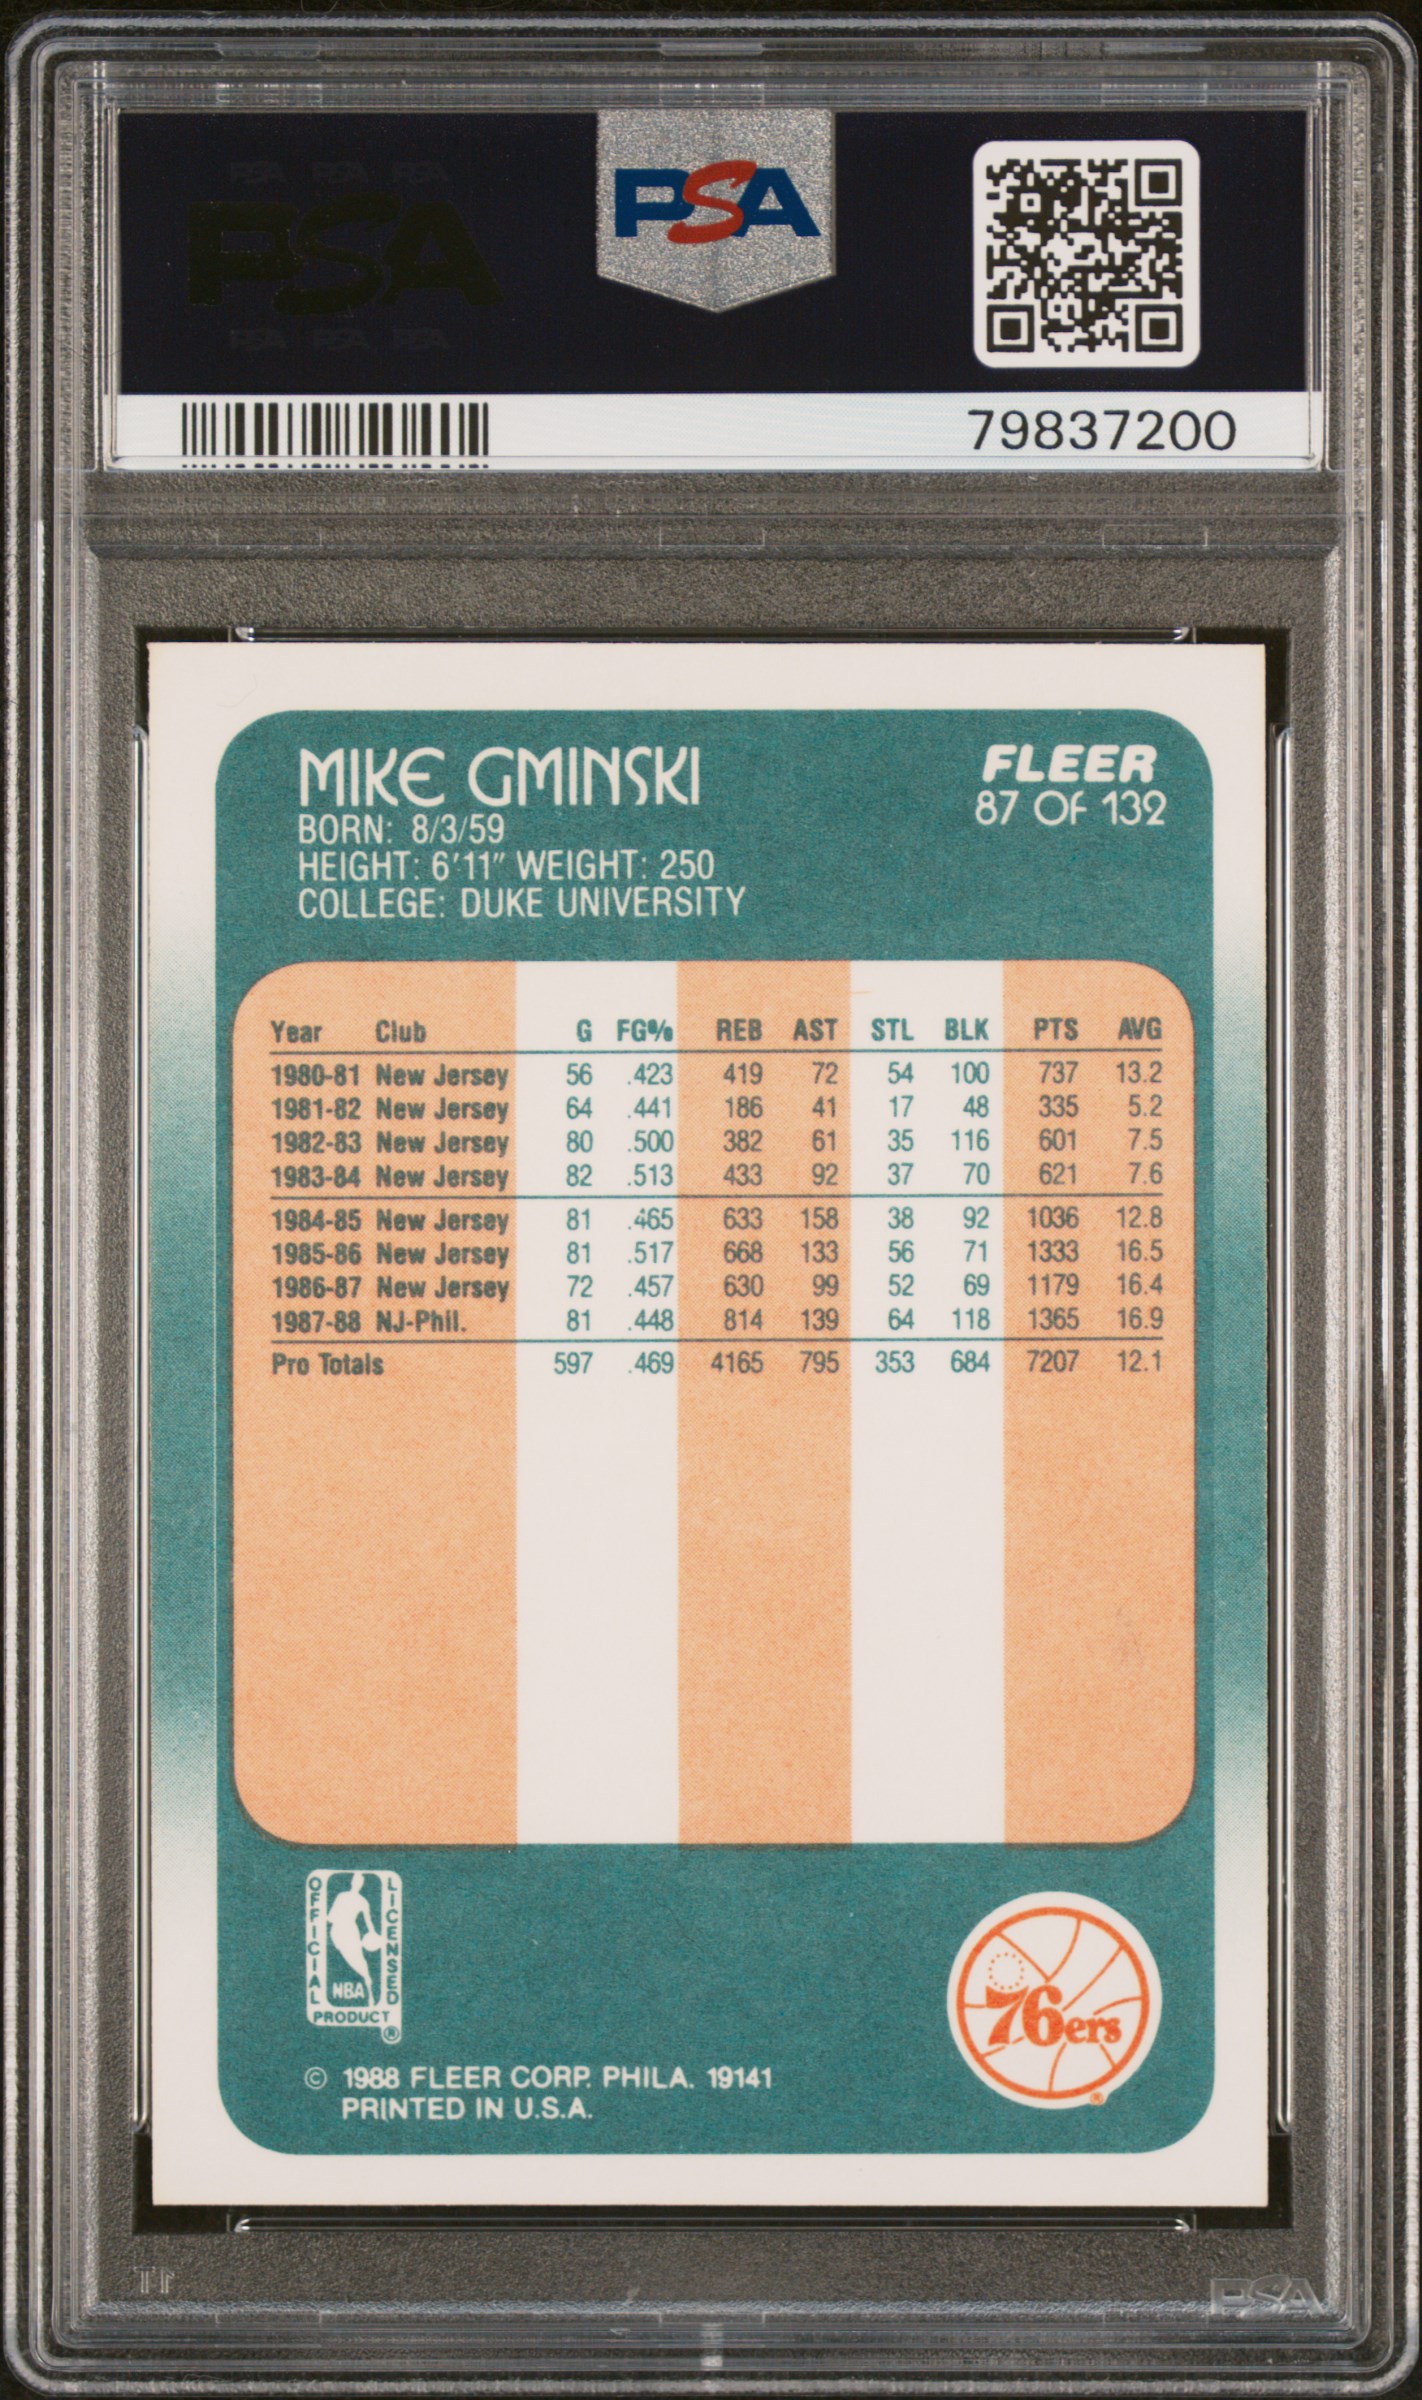 PSA PSA PSA
PSA
PSA PSA PSA
PSA
79837200
MIKE GMINSKI
BORN: 8/3/59
HEIGHT: 6'11" WEIGHT: 250
COLLEGE: DUKE UNIVERSITY
FLEER
87 OF 132
Year Club G FG% REB AST STL BLK PTS AVG
1980-81 New Jersey 56 .423 419 72 54 100 737 13.2
1981-82 New Jersey 64 .441 186 41 17 48 335 5.2
1982-83 New Jersey 80 .500 382 61 35 116 601 7.5
1983-84 New Jersey 82 .513 433 92 37 70 621 7.6
1984-85 New Jersey 81 .465 633 158 38 92 1036 12.8
1985-86 New Jersey 81 .517 668 133 56 71 1333 16.5
1986-87 New Jersey 72 .457 630 99 52 69 1179 16.4
1987-88 NJ-Phil. 81 .448 814 139 64 118 1365 16.9
Pro Totals 597 .469 4165 795 353 684 7207 12.1
OFFICIAL LICENSED
NBA
PRODUCT
®
76ers
®
© 1988 FLEER CORP. PHILA. 19141
PRINTED IN U.S.A.
PSA